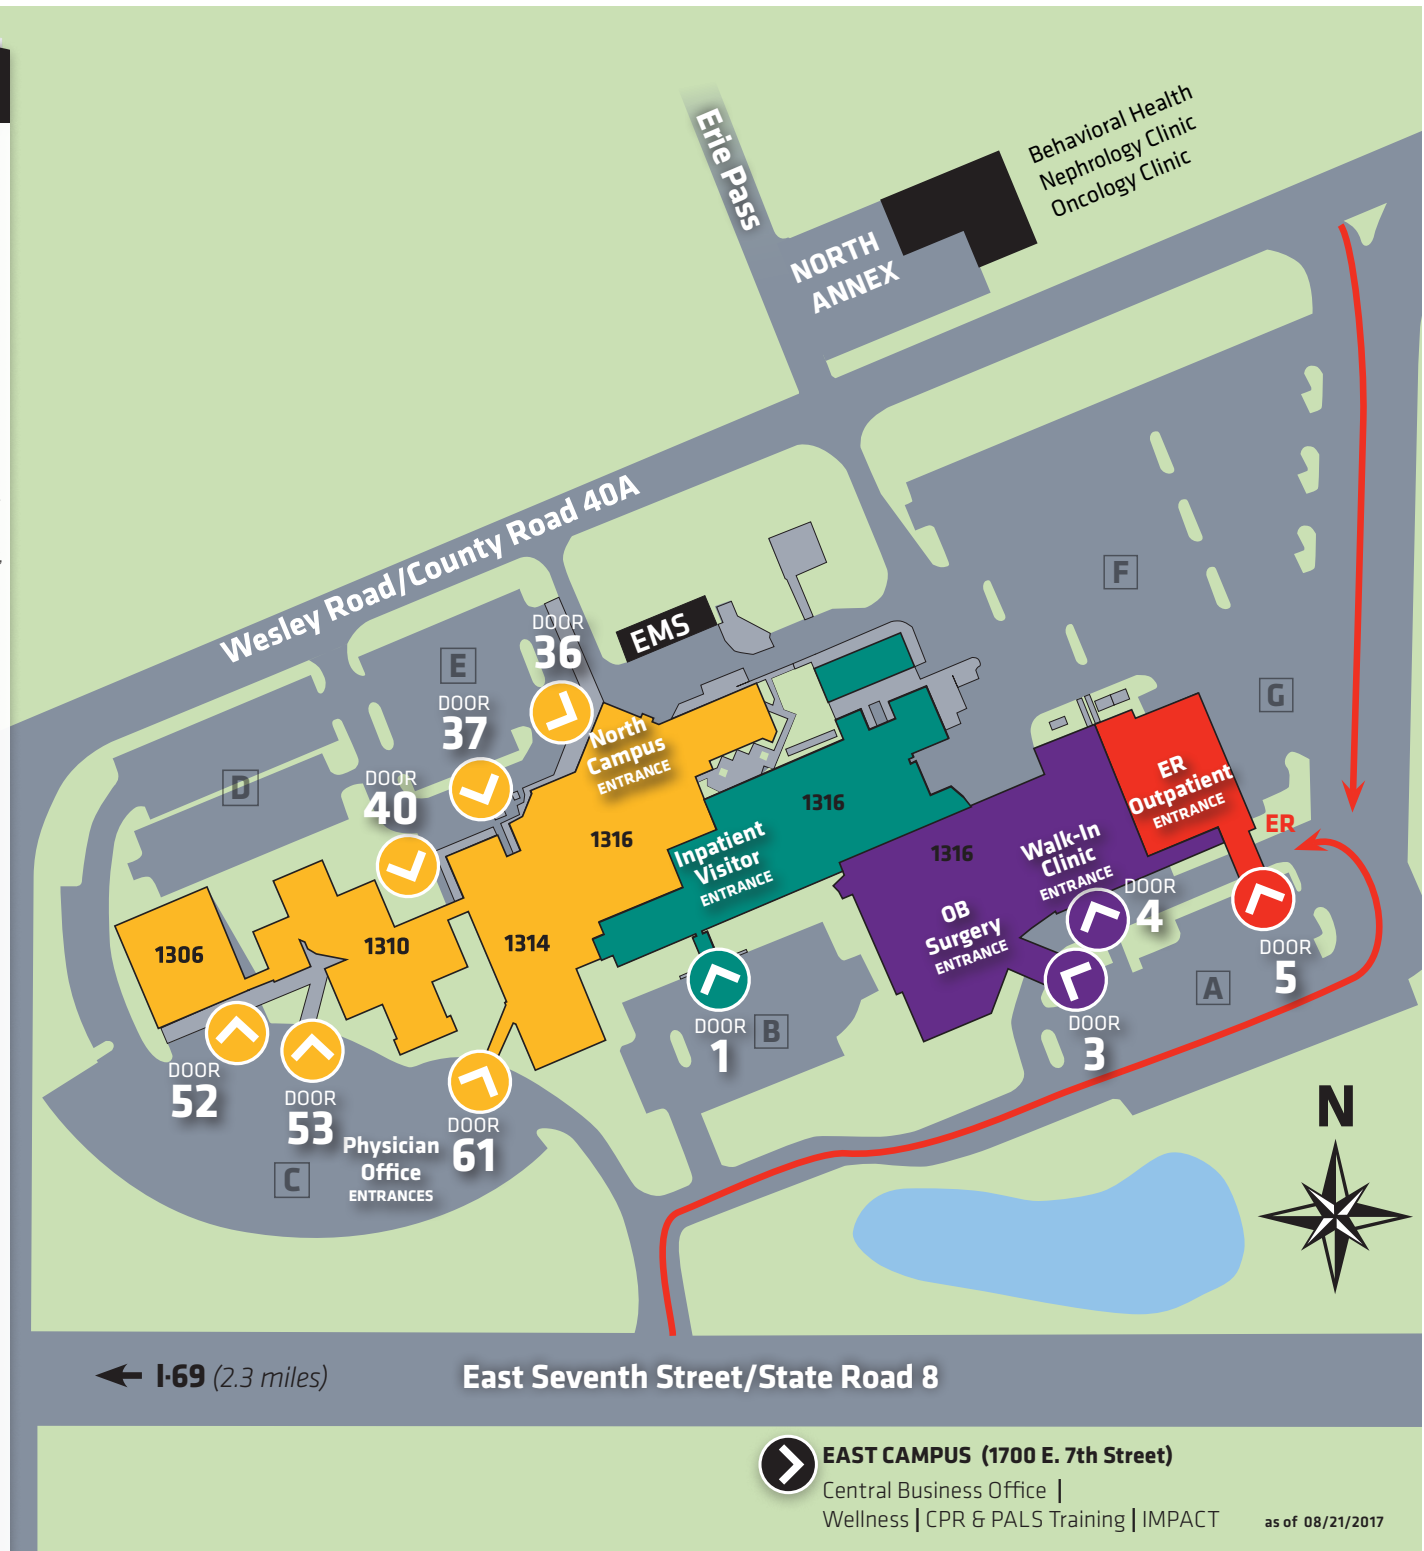 Erie Pass
Behavioral Health
Nephrology Clinic
Oncology Clinic
NORTH
ANNEX
Wesley Road/County Road 40A
EMS
F
E
G
D
DOOR
36
DOOR
37
DOOR
40
North
Campus
ENTRANCE
1316
1316
Inpatient
Visitor
ENTRANCE
ER
Outpatient
ENTRANCE
ER
1316
Walk-In
Clinic
ENTRANCE
OB
Surgery
ENTRANCE
DOOR
4
DOOR
5
A
DOOR
3
1306
1310
1314
DOOR
1
B
DOOR
52
DOOR
53
DOOR
61
Physician
Office
ENTRANCES
C
N
I-69 (2.3 miles)
East Seventh Street/State Road 8
EAST CAMPUS (1700 E. 7th Street)
Central Business Office |
Wellness | CPR & PALS Training | IMPACT
as of 08/21/2017